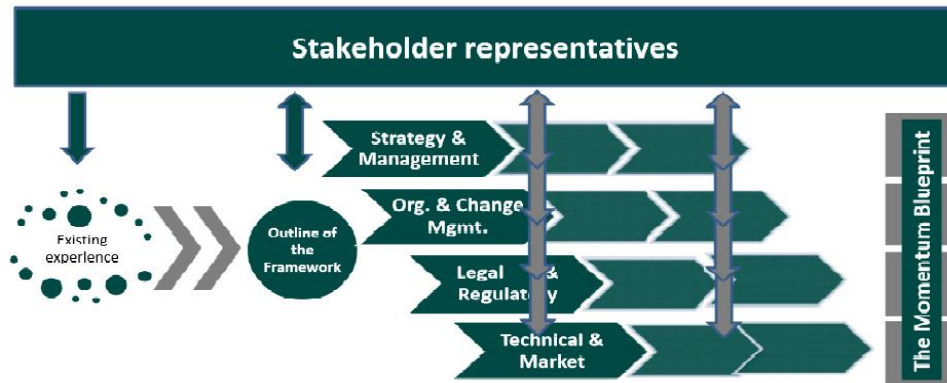 Stakeholder representatives
Strategy &
Management
Org. & Change
Mgmt.
Existing
experience
Outline of
the
Framework
Legal &
Regulatory
Technical &
Market
The Momentum Blueprint